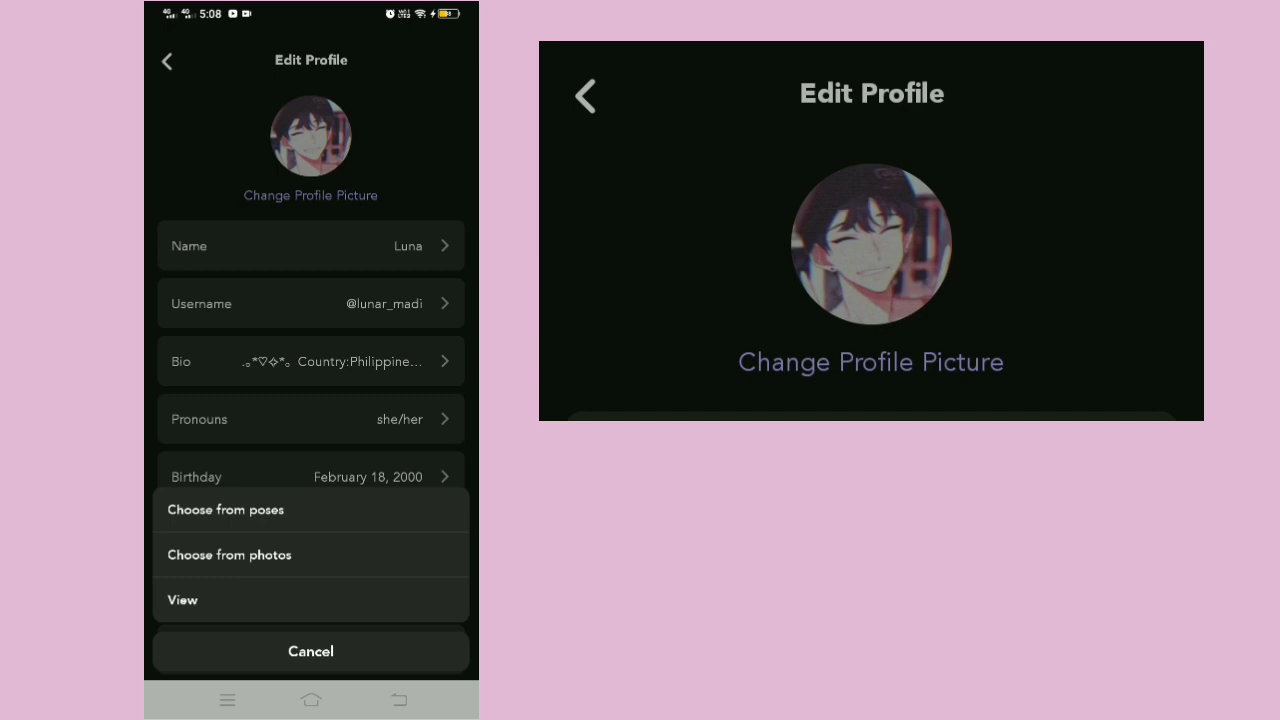 5:08
Edit Profile
Change Profile Picture
Name Luna
Username @lunar_madi
Bio .｡*♡✧*｡ Country:Philippine...
Pronouns she/her
Birthday February 18, 2000
Choose from poses
Choose from photos
View
Cancel
Edit Profile
Change Profile Picture